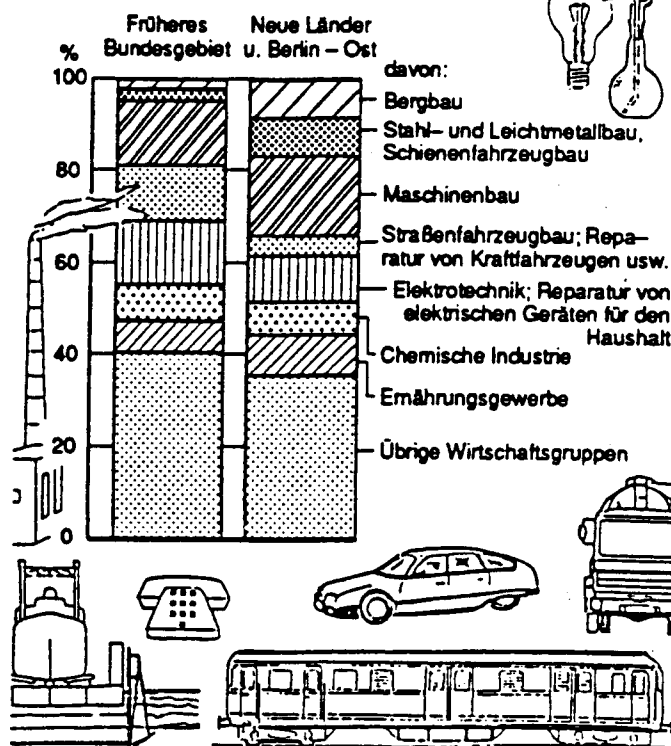 Früheres
Bundesgebiet
Neue Länder
u. Berlin – Ost
%
100
80
60
40
20
0
davon:
Bergbau
Stahl– und Leichtmetallbau,
Schienenfahrzeugbau
Maschinenbau
Straßenfahrzeugbau; Repa–
ratur von Kraftfahrzeugen usw.
Elektrotechnik; Reparatur von
elektrischen Geräten für den
Haushalt
Chemische Industrie
Ernährungsgewerbe
Übrige Wirtschaftsgruppen